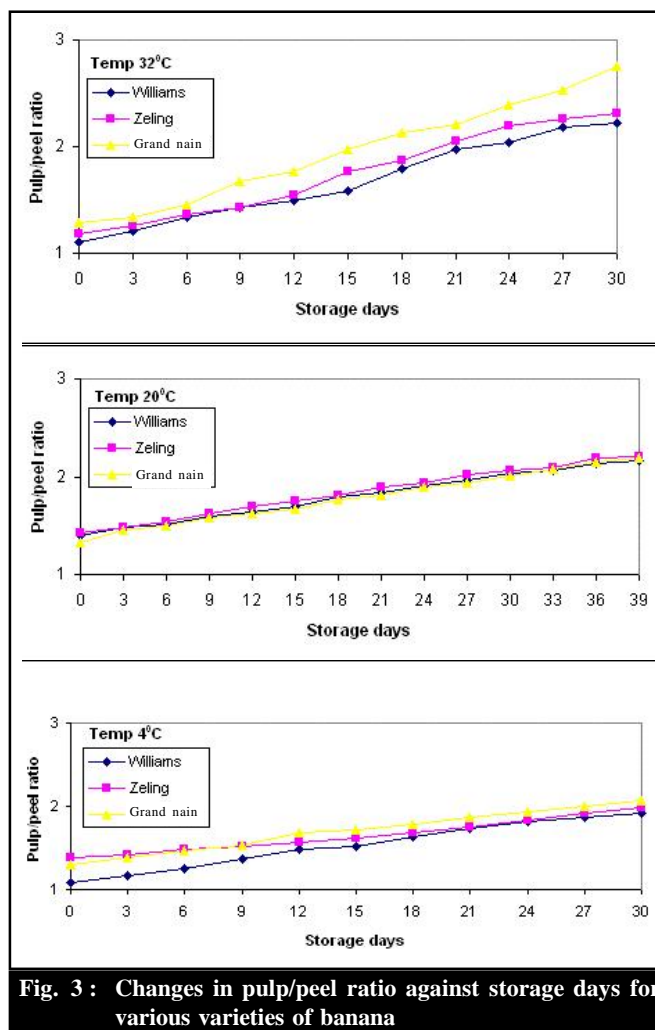 3
Temp 32⁰C
Williams
Zeling
Grand nain
2
Pulp/peel ratio
1
0 3 6 9 12 15 18 21 24 27 30
Storage days
3
Temp 20⁰C
Williams
Zeling
Grand nain
2
Pulp/peel ratio
1
0 3 6 9 12 15 18 21 24 27 30 33 36 39
Storage days
3
Temp 4⁰C
Williams
Zeling
Grand nain
2
Pulp/peel ratio
1
0 3 6 9 12 15 18 21 24 27 30
Storage days
Fig. 3 : Changes in pulp/peel ratio against storage days for
various varieties of banana